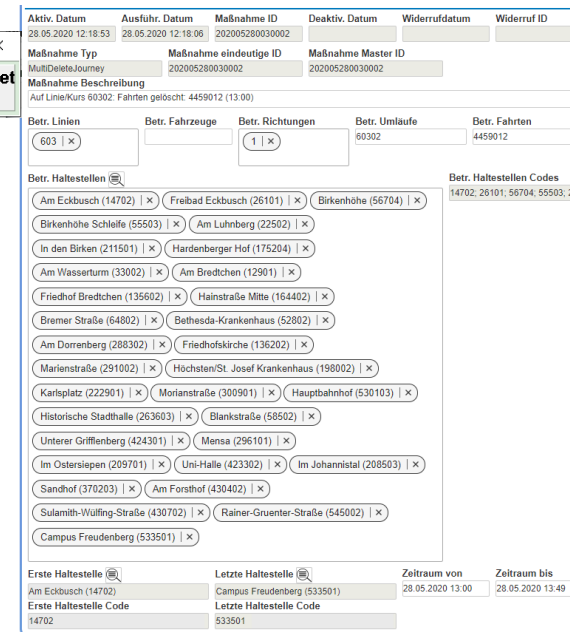 Aktiv. Datum Ausführ. Datum Maßnahme ID Deaktiv. Datum Widerrufdatum Widerruf ID
28.05.2020 12:18:53 28.05.2020 12:18:06 202005280030002
Maßnahme Typ Maßnahme eindeutige ID Maßnahme Master ID
MultiDeleteJourney 202005280030002 202005280030002
et
Maßnahme Beschreibung
Auf Linie/Kurs 60302: Fahrten gelöscht: 4459012 (13:00)
Betr. Linien Betr. Fahrzeuge Betr. Richtungen Betr. Umläufe Betr. Fahrten
603 | × 1 | × 60302 4459012
Betr. Haltestellen Betr. Haltestellen Codes
14702; 26101; 56704; 55503; 2
Am Eckbusch (14702) | × Freibad Eckbusch (26101) | × Birkenhöhe (56704) | ×
Birkenhöhe Schleife (55503) | × Am Luhnberg (22502) | ×
In den Birken (211501) | × Hardenberger Hof (175204) | ×
Am Wasserturm (33002) | × Am Bredtchen (12901) | ×
Friedhof Bredtchen (135602) | × Hainstraße Mitte (164402) | ×
Bremer Straße (64802) | × Bethesda-Krankenhaus (52802) | ×
Am Dorrenberg (288302) | × Friedhofskirche (136202) | ×
Marienstraße (291002) | × Höchsten/St. Josef Krankenhaus (198002) | ×
Karlsplatz (222901) | × Morianstraße (300901) | × Hauptbahnhof (530103) | ×
Historische Stadthalle (263603) | × Blankstraße (58502) | ×
Unterer Grifflenberg (424301) | × Mensa (296101) | ×
Im Ostersiepen (209701) | × Uni-Halle (423302) | × Im Johannistal (208503) | ×
Sandhof (370203) | × Am Forsthof (430402) | ×
Sulamith-Wülfing-Straße (430702) | × Rainer-Gruenter-Straße (545002) | ×
Campus Freudenberg (533501) | ×
Erste Haltestelle Letzte Haltestelle Zeitraum von Zeitraum bis
Am Eckbusch (14702) Campus Freudenberg (533501) 28.05.2020 13:00 28.05.2020 13:49
Erste Haltestelle Code Letzte Haltestelle Code
14702 533501